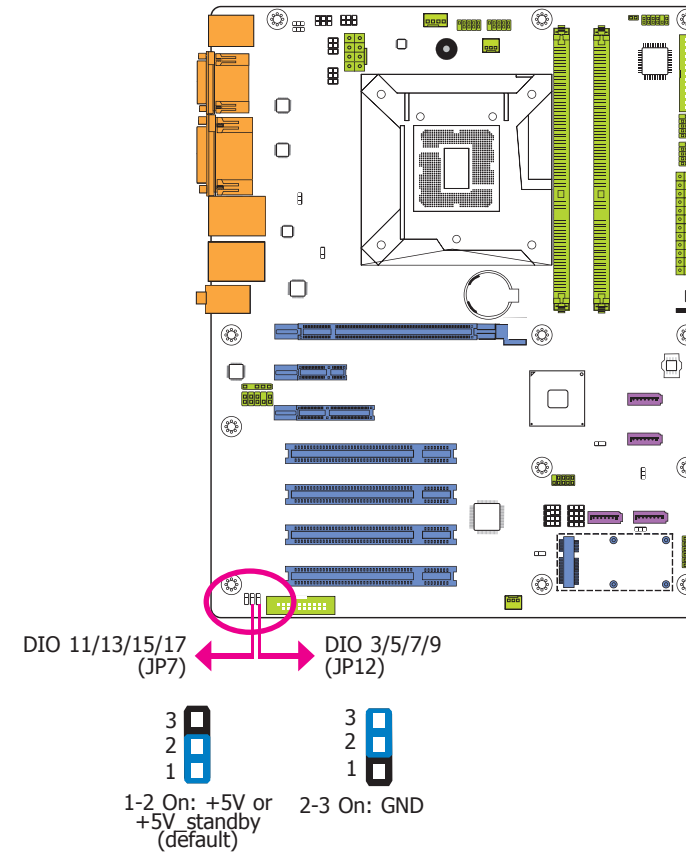 DIO 11/13/15/17
(JP7)
DIO 3/5/7/9
(JP12)
3
2
1
1-2 On: +5V or
+5V_standby
(default)
3
2
1
2-3 On: GND